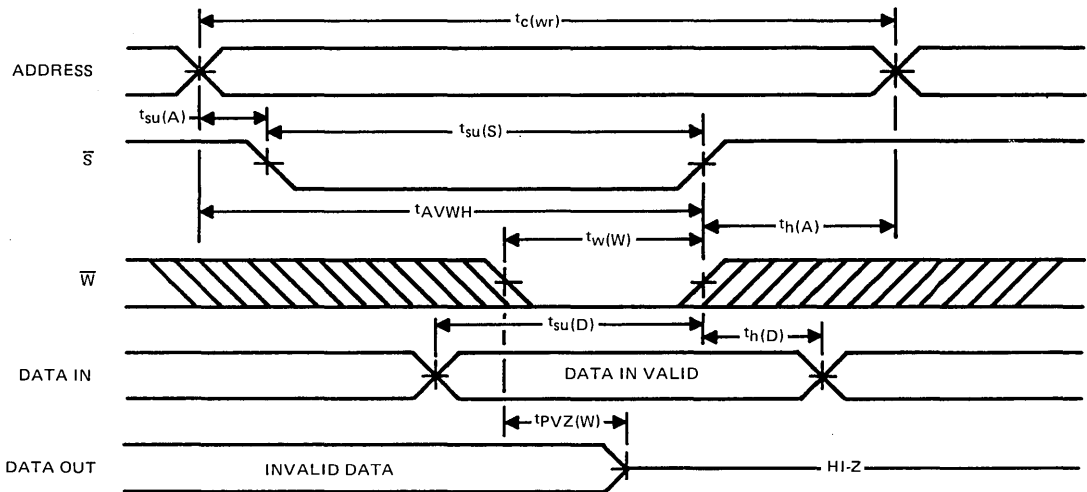 tc(wr)
ADDRESS
tsu(A)
tsu(S)
S̅
tAVWH
tw(W)
th(A)
W̅
tsu(D)
th(D)
DATA IN
DATA IN VALID
tPVZ(W)
DATA OUT
INVALID DATA
HI-Z